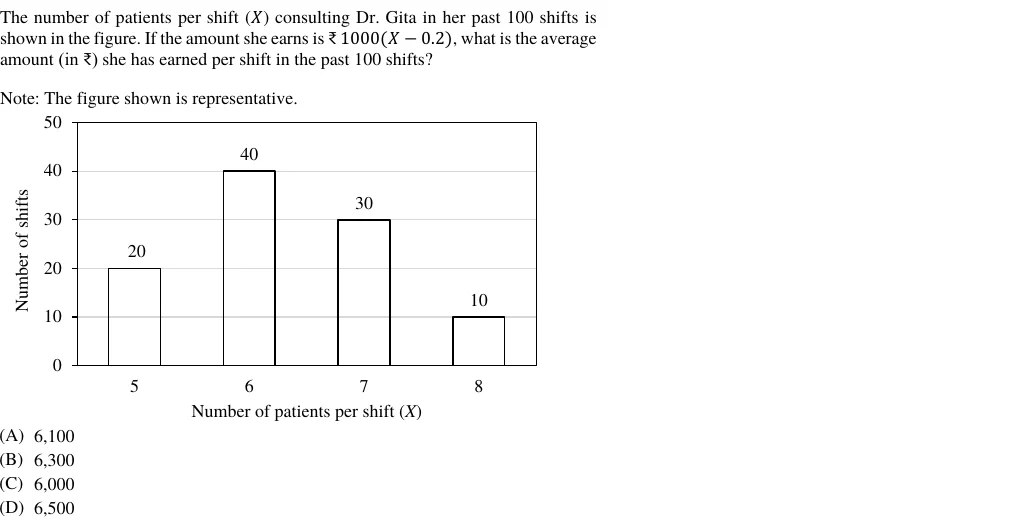 The number of patients per shift (X) consulting Dr. Gita in her past 100 shifts is
shown in the figure. If the amount she earns is ₹ 1000(X − 0.2), what is the average
amount (in ₹) she has earned per shift in the past 100 shifts?
Note: The figure shown is representative.
50
40
30
20
10
0
Number of shifts
20
40
30
10
5 6 7 8
Number of patients per shift (X)
(A) 6,100
(B) 6,300
(C) 6,000
(D) 6,500